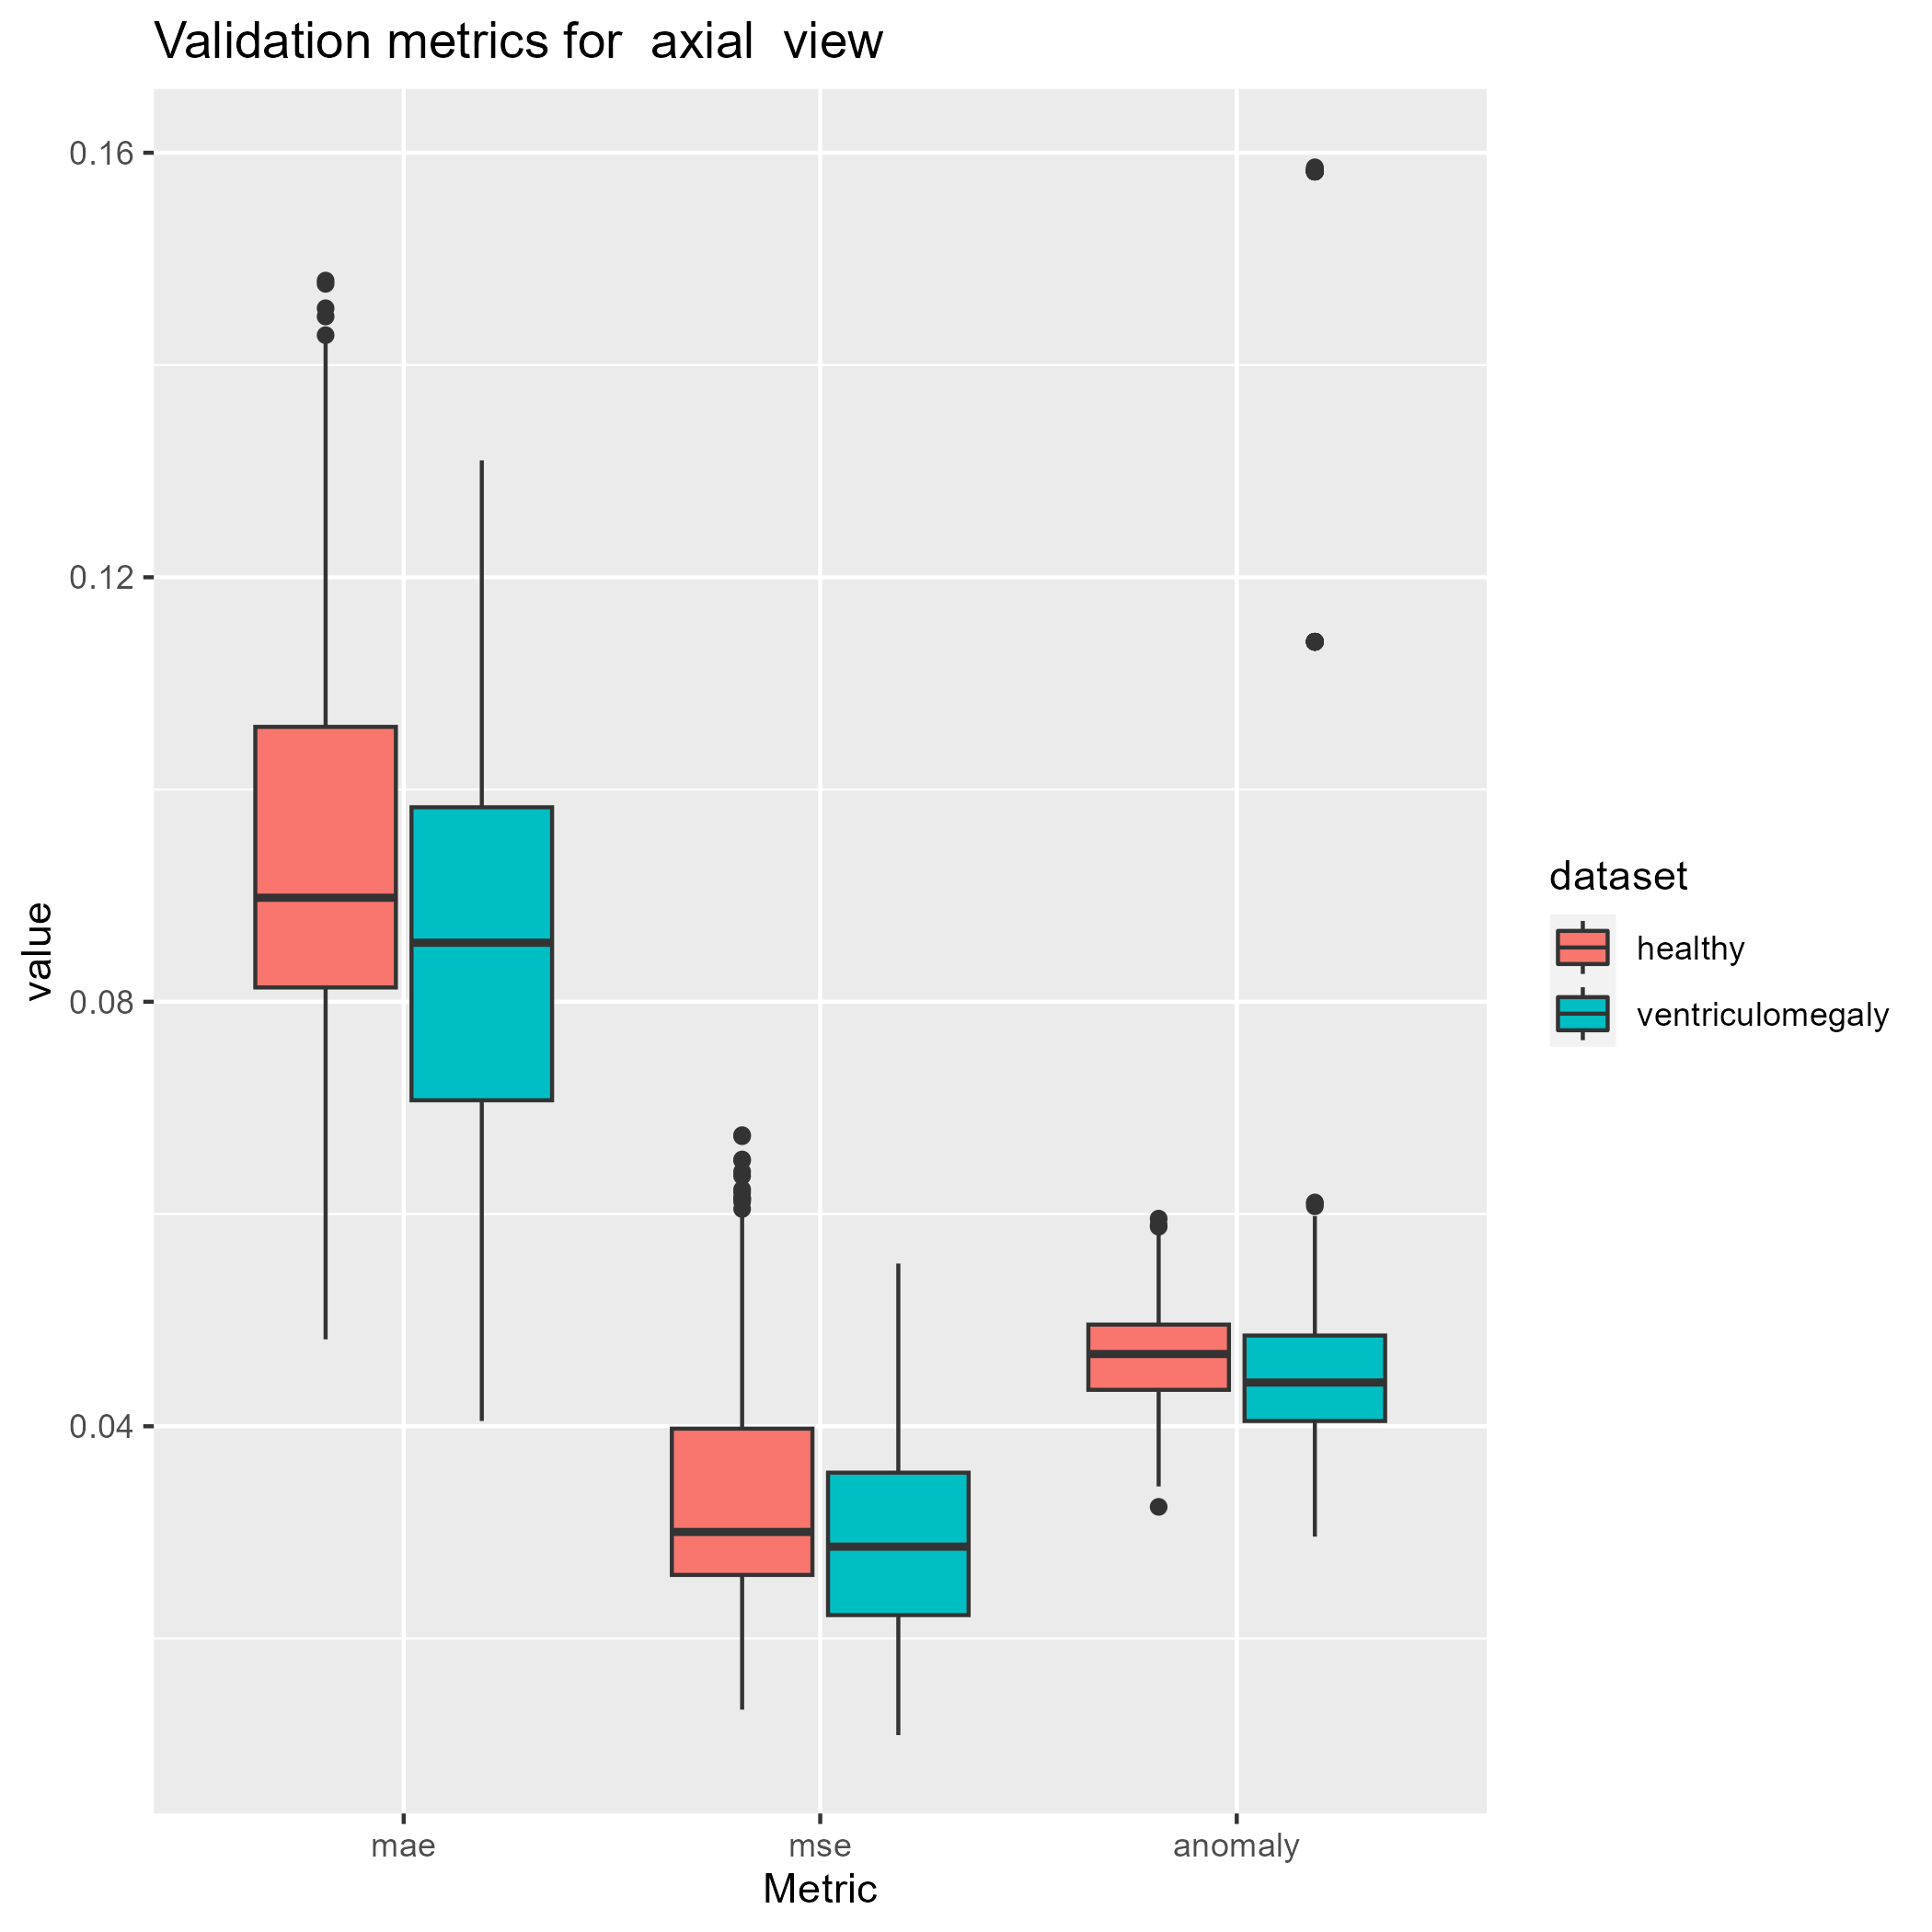 Validation metrics for  axial  view
0.16
0.12
0.08
0.04
value
mae
mse
anomaly
Metric
dataset
healthy
ventriculomegaly